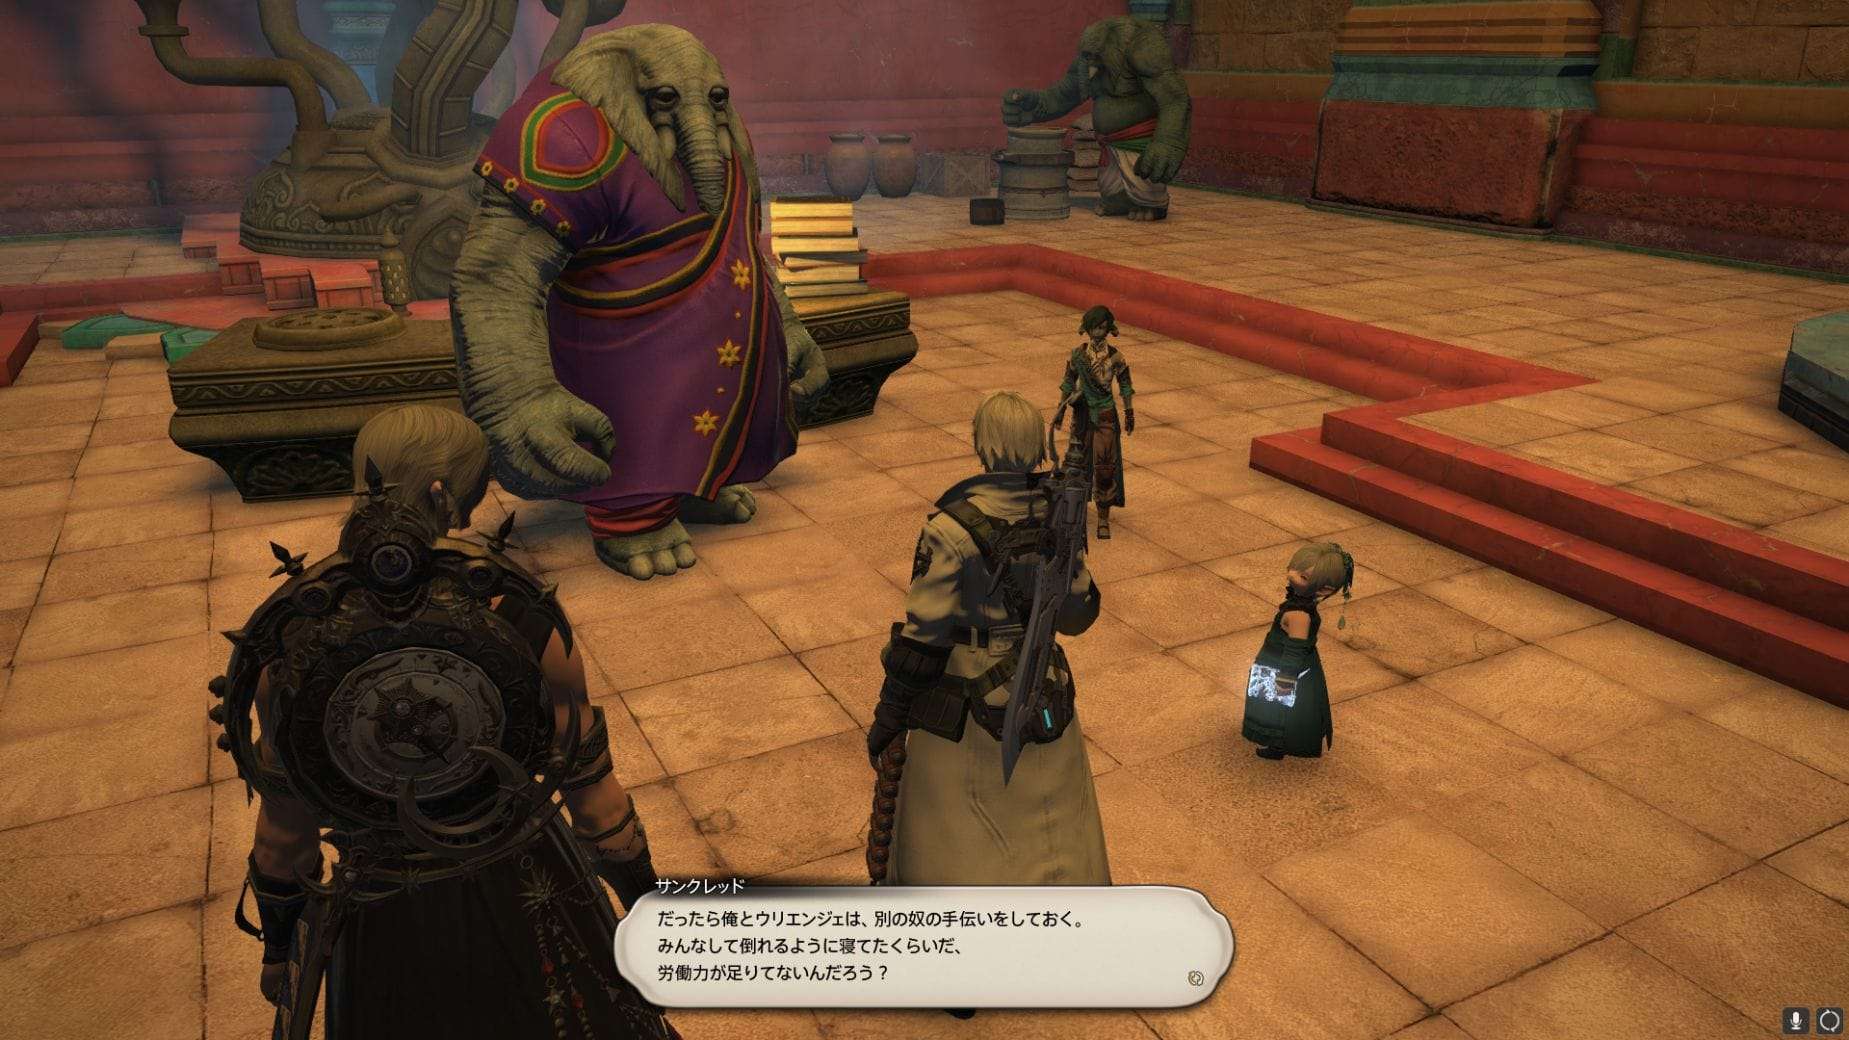 サンクレッド
だったら俺とウリエンジェは、別の奴の手伝いをしておく。
みんなして倒れるように寝てたくらいだ、
労働力が足りてないんだろう？